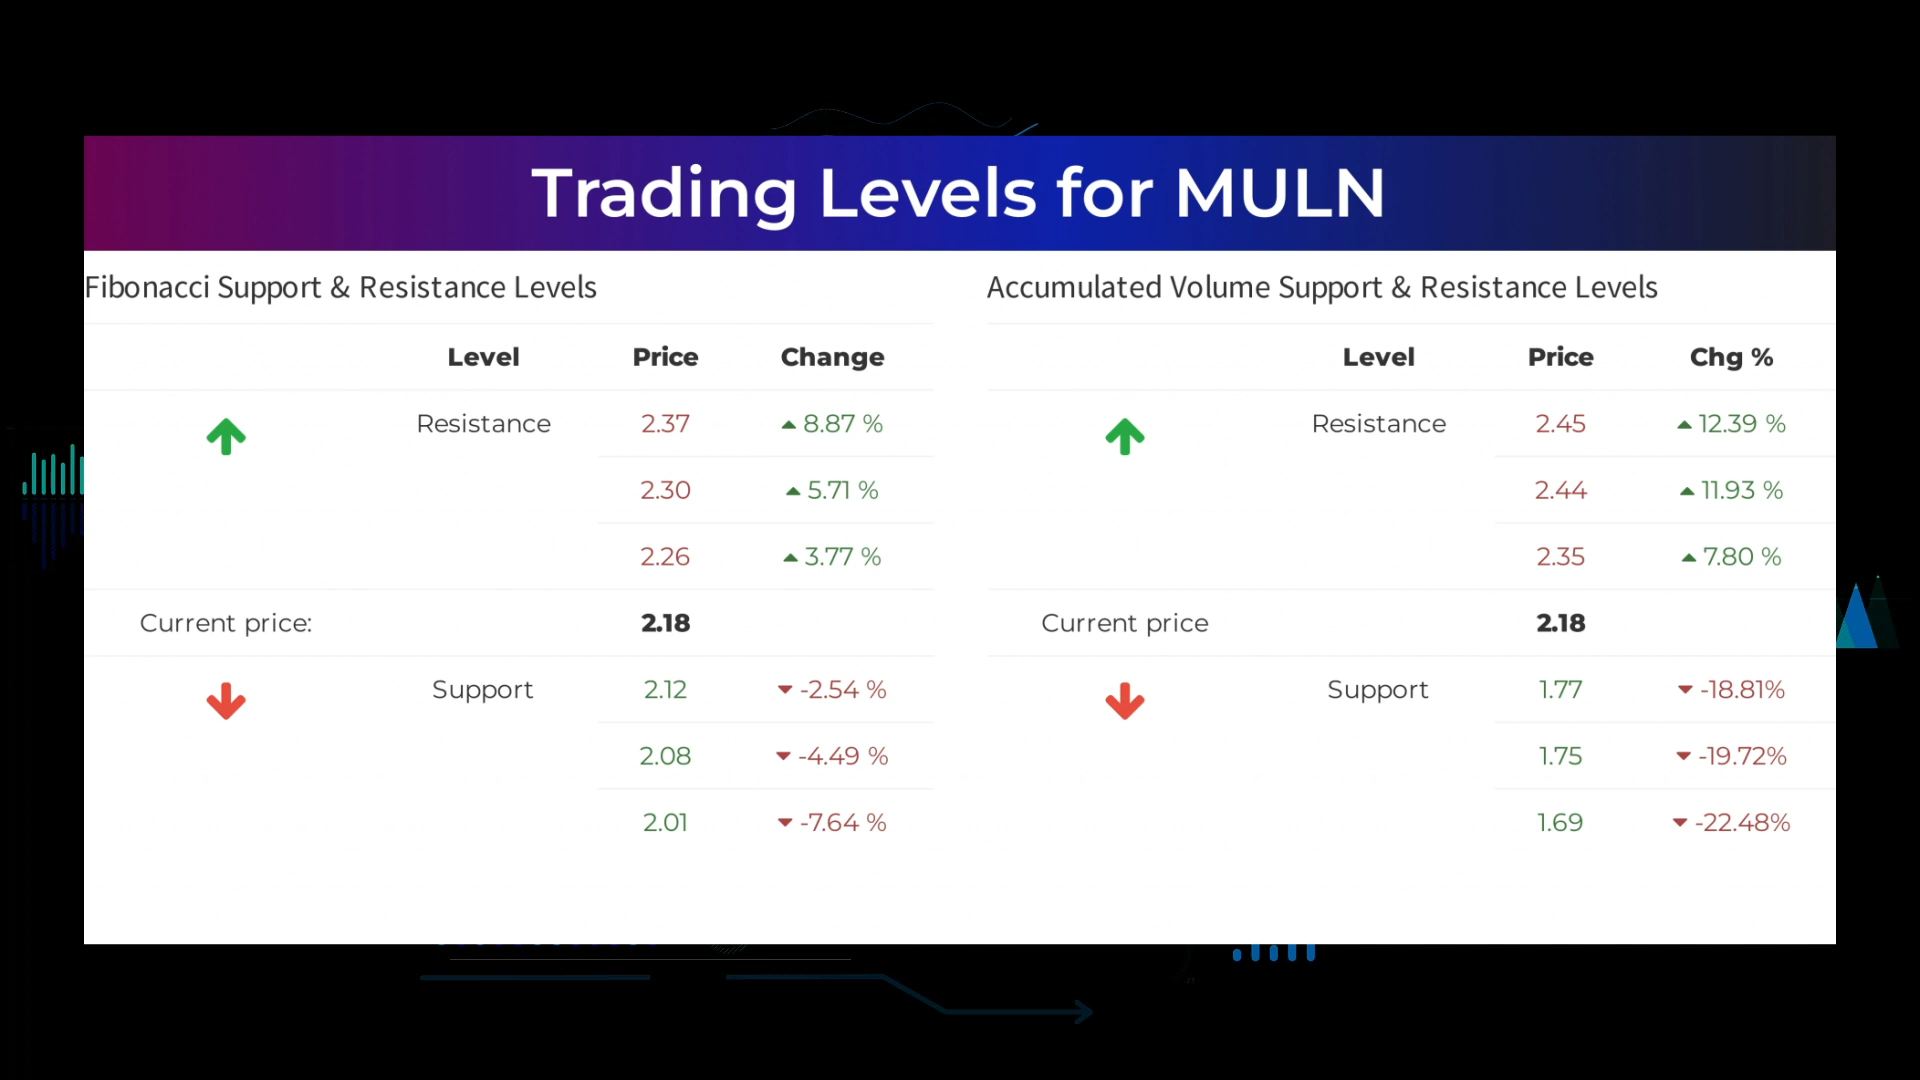 Trading Levels for MULN
Fibonacci Support & Resistance Levels
Level Price Change
Resistance 2.37 8.87 %
2.30 5.71 %
2.26 3.77 %
Current price: 2.18
Support 2.12 -2.54 %
2.08 -4.49 %
2.01 -7.64 %
Accumulated Volume Support & Resistance Levels
Level Price Chg %
Resistance 2.45 12.39 %
2.44 11.93 %
2.35 7.80 %
Current price 2.18
Support 1.77 -18.81%
1.75 -19.72%
1.69 -22.48%